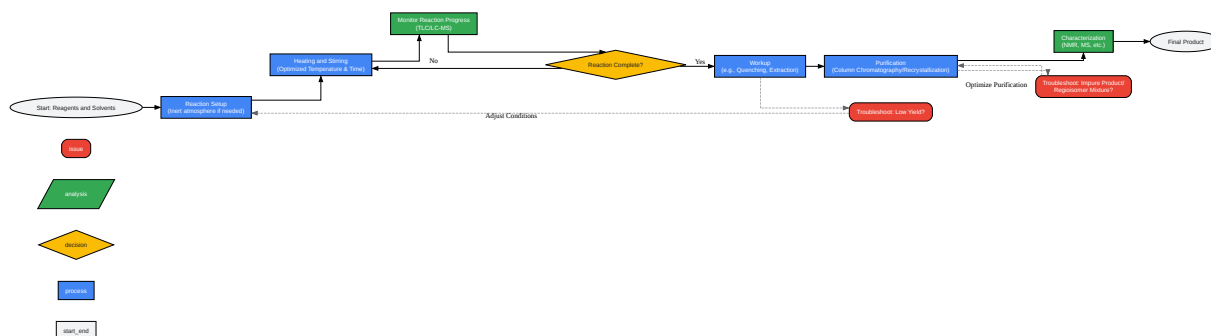 Monitor Reaction Progress
(TLC/LC-MS)
Characterization
(NMR, MS, etc.)
Final Product
Heating and Stirring
(Optimized Temperature & Time)
No
Reaction Complete?
Yes
Workup
(e.g., Quenching, Extraction)
Purification
(Column Chromatography/Recrystallization)
Optimize Purification
Troubleshoot: Impure Product/
Regioisomer Mixture?
Start: Reagents and Solvents
Reaction Setup
(Inert atmosphere if needed)
Adjust Conditions
Troubleshoot: Low Yield?
issue
analysis
decision
process
start_end